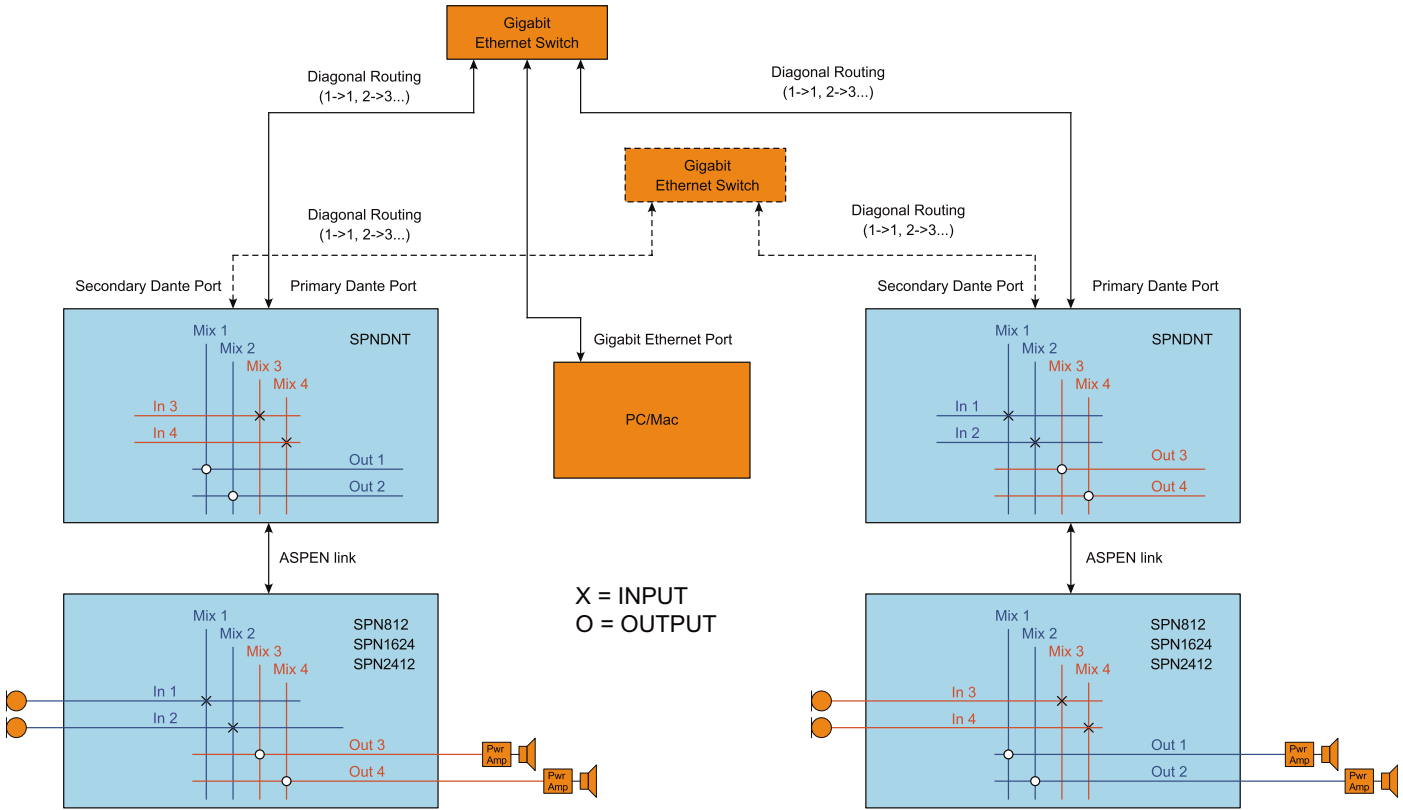 Gigabit
Ethernet Switch
Diagonal Routing
(1->1, 2->3...)
Diagonal Routing
(1->1, 2->3...)
Gigabit
Ethernet Switch
Diagonal Routing
(1->1, 2->3...)
Diagonal Routing
(1->1, 2->3...)
Secondary Dante Port
Primary Dante Port
Secondary Dante Port
Primary Dante Port
Mix 1
Mix 2
Mix 3
Mix 4
SPNDNT
In 3
In 4
Out 1
Out 2
Gigabit Ethernet Port
PC/Mac
Mix 1
Mix 2
Mix 3
Mix 4
SPNDNT
In 1
In 2
Out 3
Out 4
ASPEN link
ASPEN link
X = INPUT
O = OUTPUT
Mix 1
Mix 2
Mix 3
Mix 4
SPN812
SPN1624
SPN2412
In 1
In 2
Out 3
Out 4
Pwr
Amp
Pwr
Amp
Mix 1
Mix 2
Mix 3
Mix 4
SPN812
SPN1624
SPN2412
In 3
In 4
Out 1
Out 2
Pwr
Amp
Pwr
Amp